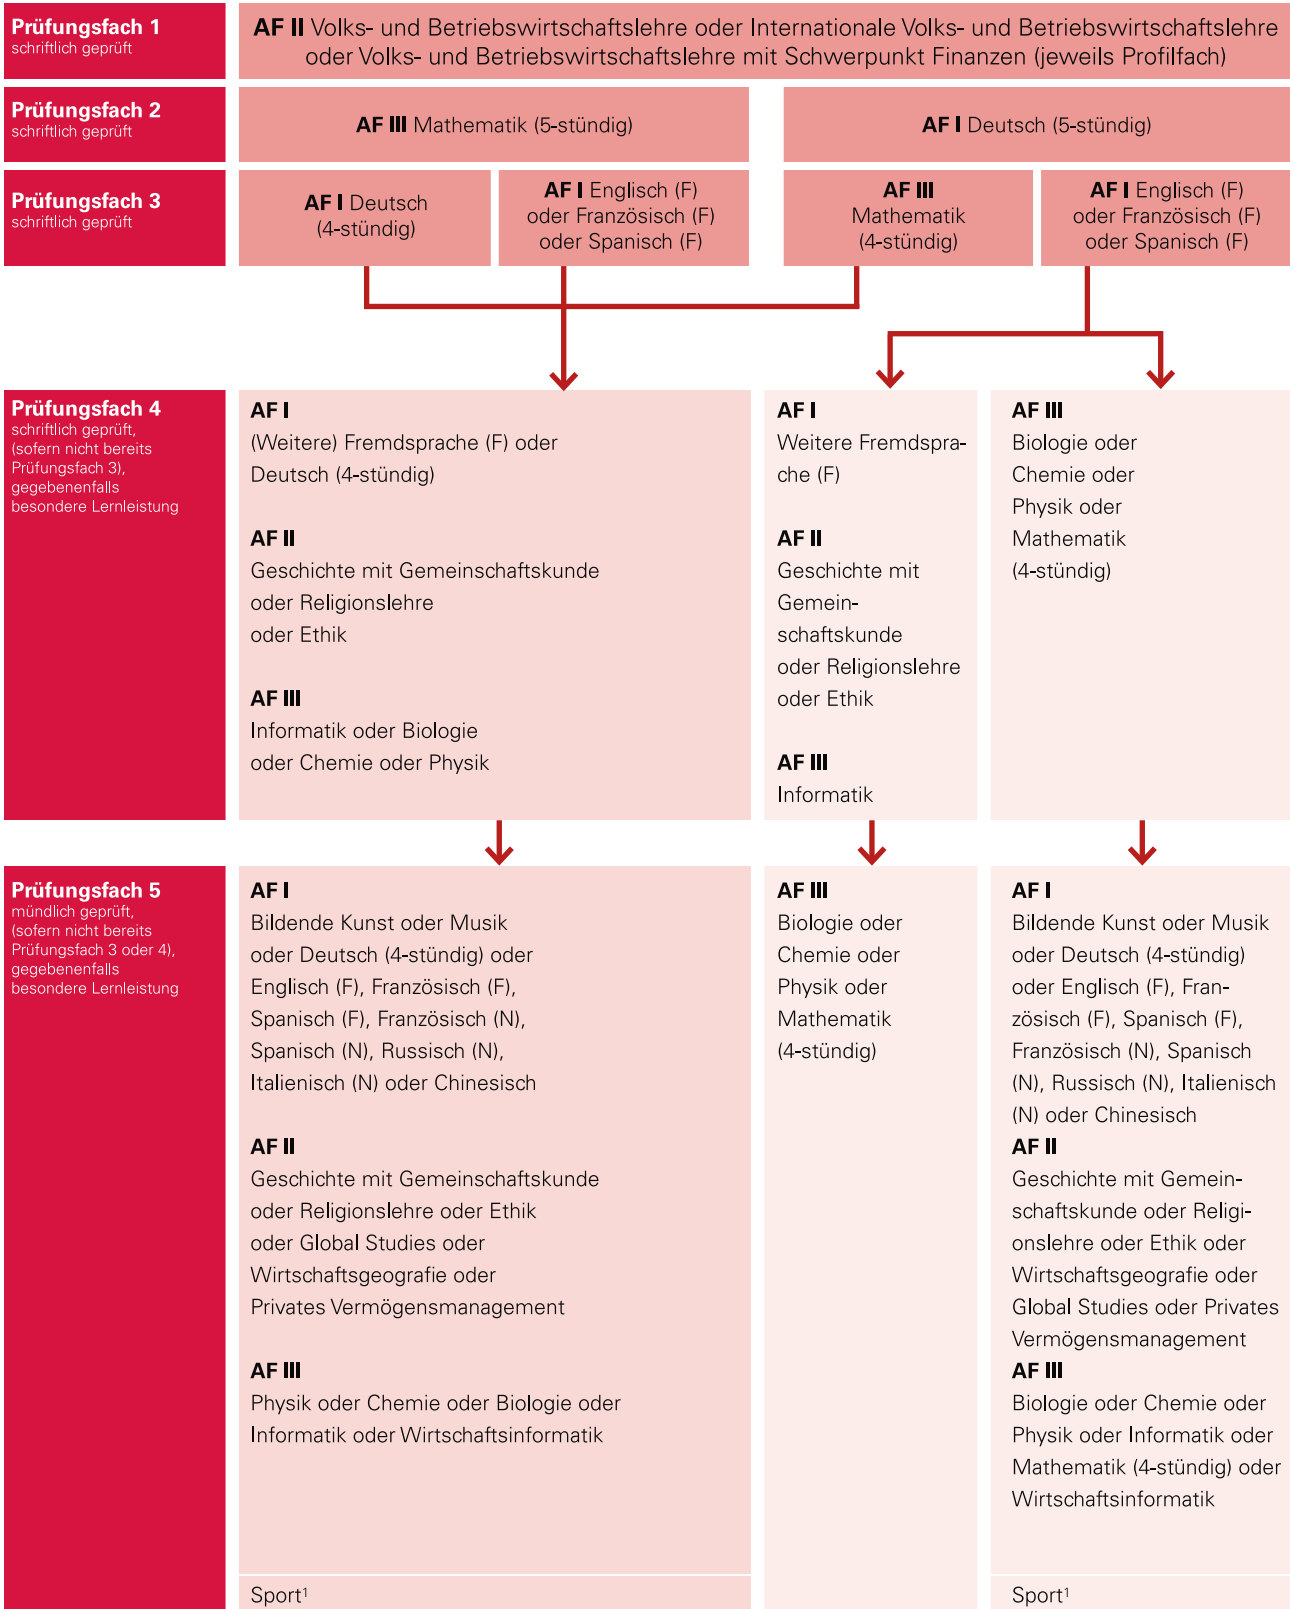 Prüfungsfach 1
schriftlich geprüft
AF II Volks- und Betriebswirtschaftslehre oder Internationale Volks- und Betriebswirtschaftslehre
oder Volks- und Betriebswirtschaftslehre mit Schwerpunkt Finanzen (jeweils Profilfach)
Prüfungsfach 2
schriftlich geprüft
AF III Mathematik (5-stündig)
AF I Deutsch (5-stündig)
Prüfungsfach 3
schriftlich geprüft
AF I Deutsch
(4-stündig)
AF I Englisch (F)
oder Französisch (F)
oder Spanisch (F)
AF III
Mathematik
(4-stündig)
AF I Englisch (F)
oder Französisch (F)
oder Spanisch (F)
Prüfungsfach 4
schriftlich geprüft,
(sofern nicht bereits
Prüfungsfach 3),
gegebenenfalls
besondere Lernleistung
AF I
(Weitere) Fremdsprache (F) oder
Deutsch (4-stündig)
AF II
Geschichte mit Gemeinschaftskunde
oder Religionslehre
oder Ethik
AF III
Informatik oder Biologie
oder Chemie oder Physik
AF I
Weitere Fremdspra-
che (F)
AF II
Geschichte mit
Gemein-
schaftskunde
oder Religionslehre
oder Ethik
AF III
Informatik
AF III
Biologie oder
Chemie oder
Physik oder
Mathematik
(4-stündig)
Prüfungsfach 5
mündlich geprüft,
(sofern nicht bereits
Prüfungsfach 3 oder 4),
gegebenenfalls
besondere Lernleistung
AF I
Bildende Kunst oder Musik
oder Deutsch (4-stündig) oder
Englisch (F), Französisch (F),
Spanisch (F), Französisch (N),
Spanisch (N), Russisch (N),
Italienisch (N) oder Chinesisch
AF II
Geschichte mit Gemeinschaftskunde
oder Religionslehre oder Ethik
oder Global Studies oder
Wirtschaftsgeografie oder
Privates Vermögensmanagement
AF III
Physik oder Chemie oder Biologie oder
Informatik oder Wirtschaftsinformatik
Sport¹
AF III
Biologie oder
Chemie oder
Physik oder
Mathematik
(4-stündig)
AF I
Bildende Kunst oder Musik
oder Deutsch (4-stündig)
oder Englisch (F), Fran-
zösisch (F), Spanisch (F),
Französisch (N), Spanisch
(N), Russisch (N), Italienisch
(N) oder Chinesisch
AF II
Geschichte mit Gemein-
schaftskunde oder Religi-
onslehre oder Ethik oder
Wirtschaftsgeografie oder
Global Studies oder Privates
Vermögensmanagement
AF III
Biologie oder Chemie oder
Physik oder Informatik oder
Mathematik (4-stündig) oder
Wirtschaftsinformatik
Sport¹